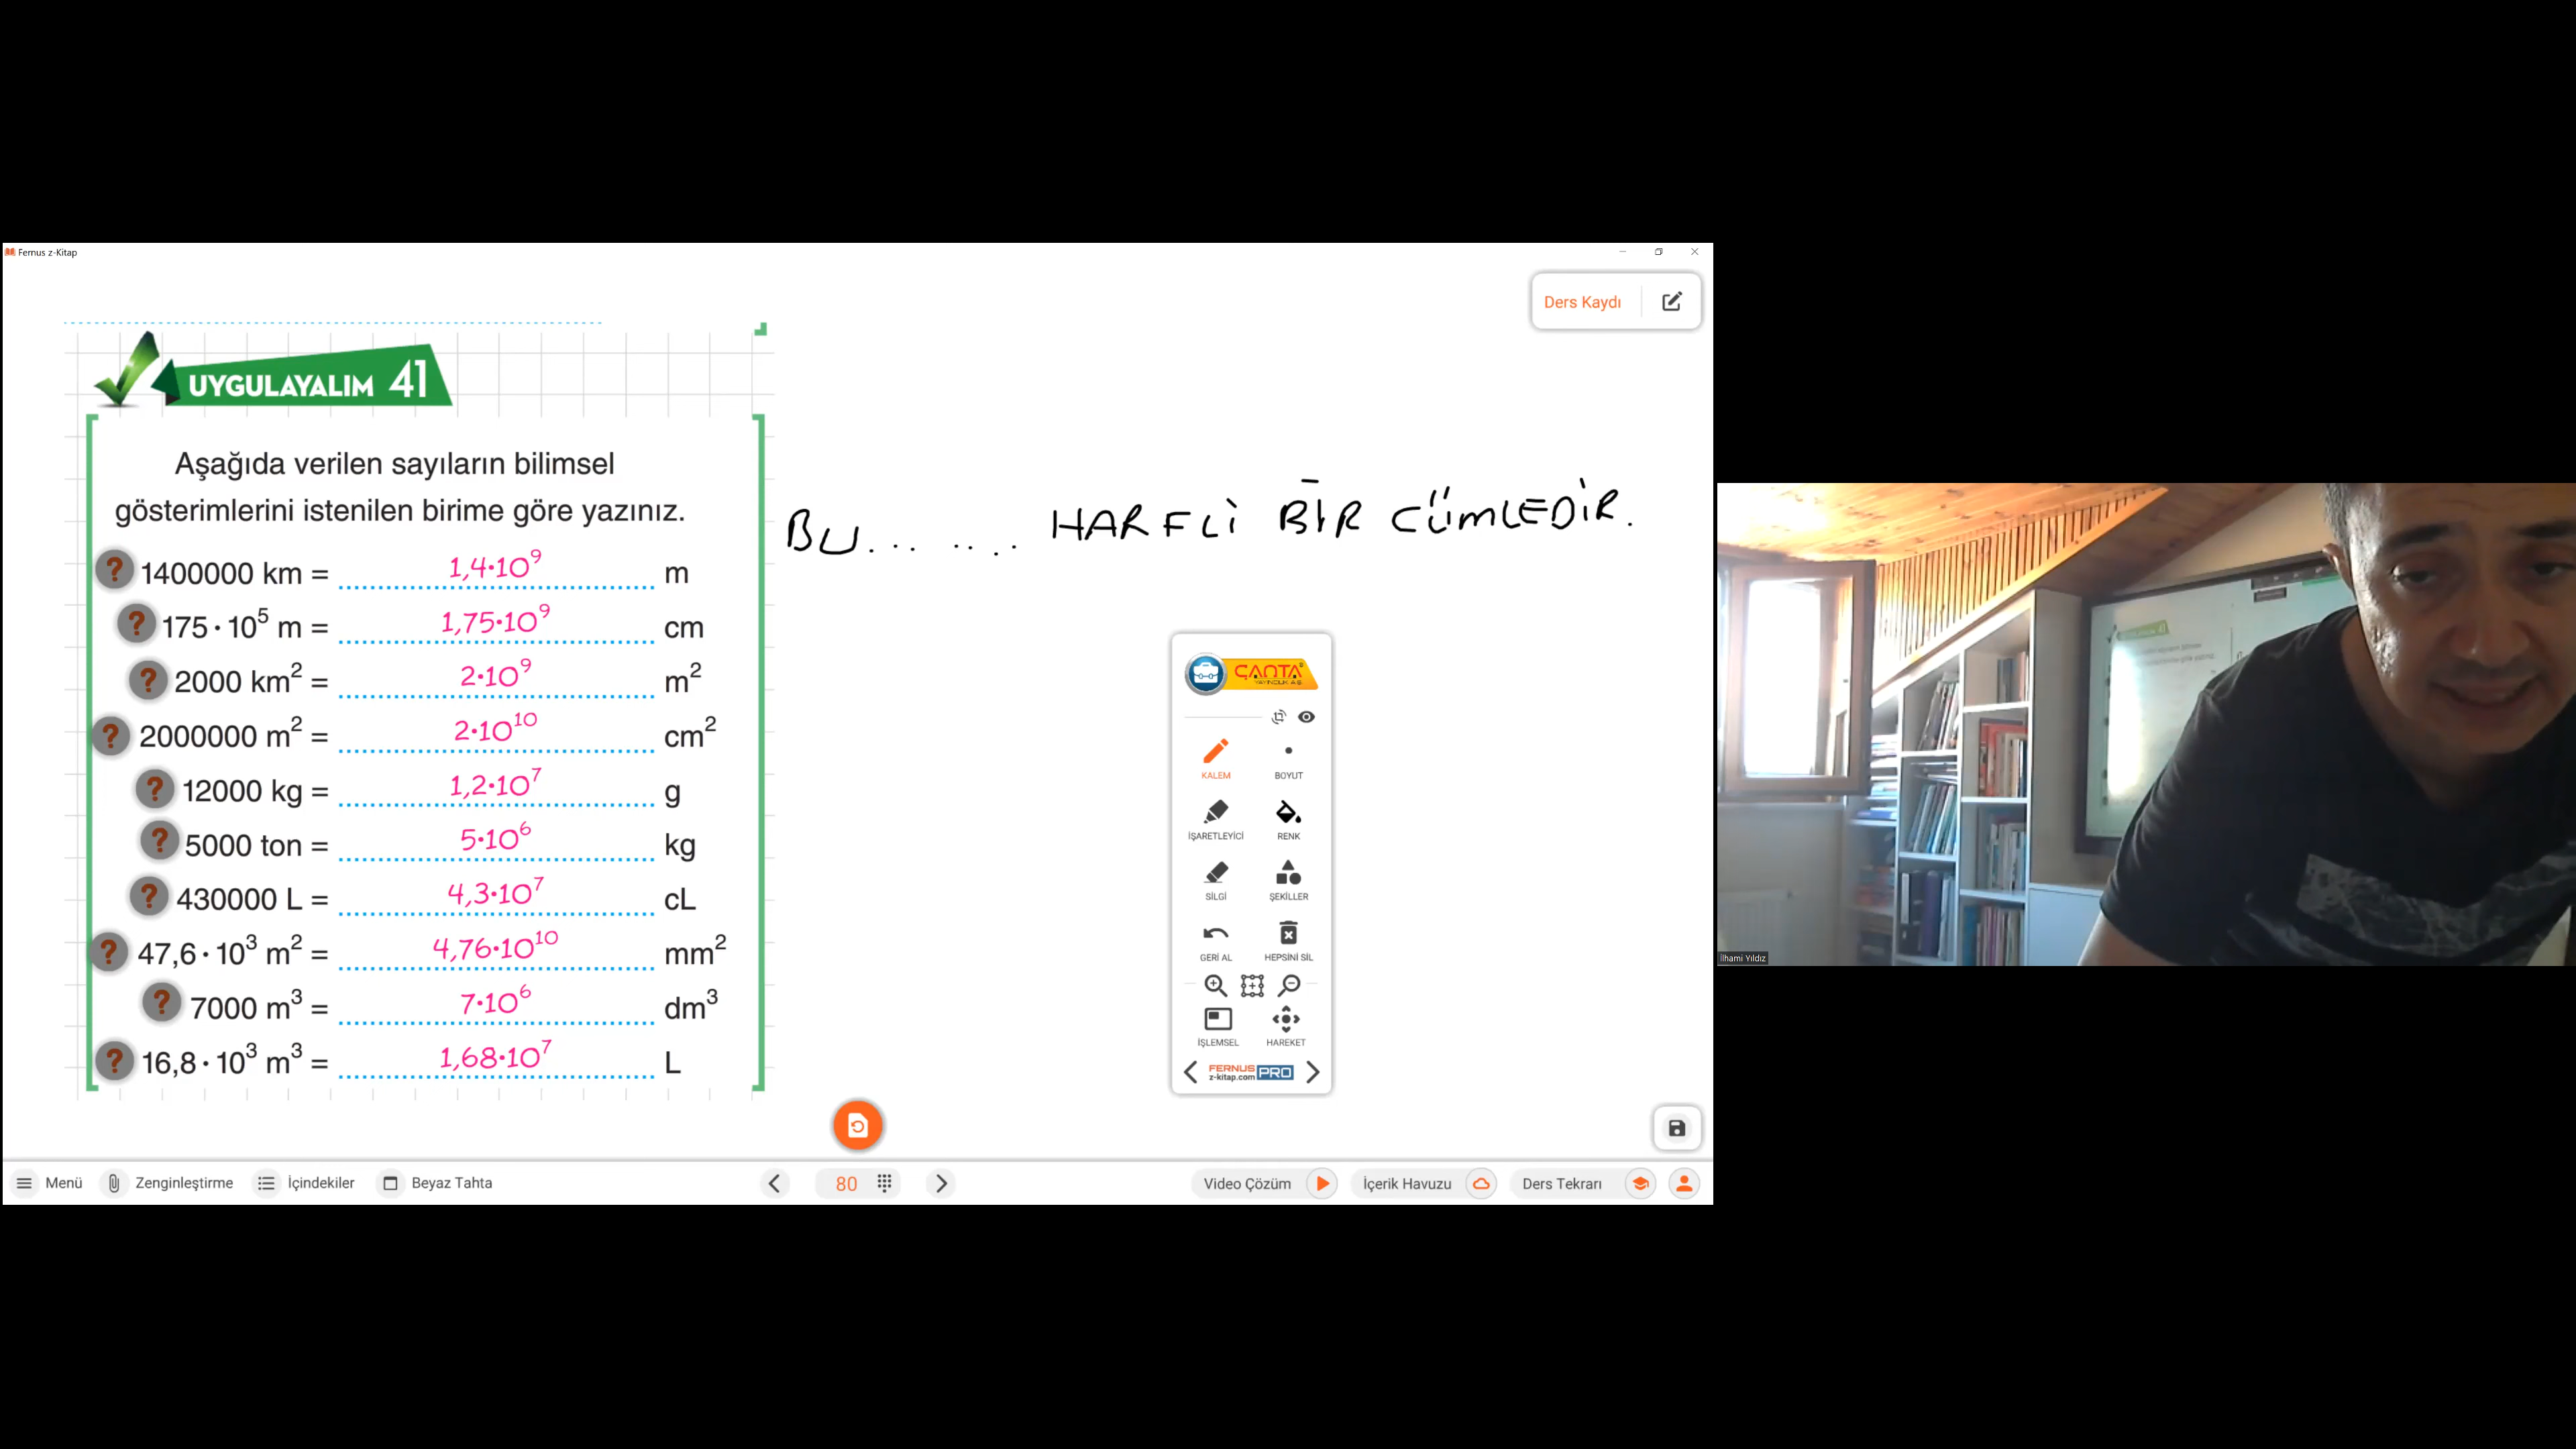 Fernus z-Kitap
Ders Kaydı
UYGULAYALIM 41
Aşağıda verilen sayıların bilimsel
gösterimlerini istenilen birime göre yazınız.
BU... .... HARFLİ BİR CÜMLEDİR.
? 1400000 km = 1,4·10⁹ m
? 175·10⁵ m = 1,75·10⁹ cm
? 2000 km² = 2·10⁹ m²
? 2000000 m² = 2·10¹⁰ cm²
? 12000 kg = 1,2·10⁷ g
? 5000 ton = 5·10⁶ kg
? 430000 L = 4,3·10⁷ cL
? 47,6·10³ m² = 4,76·10¹⁰ mm²
? 7000 m³ = 7·10⁶ dm³
? 16,8·10³ m³ = 1,68·10⁷ L
ÇANTA
YAYINCILIK A.Ş.
KALEM BOYUT
İŞARETLEYİCİ RENK
SİLGİ ŞEKİLLER
GERİ AL HEPSİNİ SİL
İŞLEMSEL HAREKET
FERNUS
z-kitap.com PRO
Menü Zenginleştirme İçindekiler Beyaz Tahta 80 Video Çözüm İçerik Havuzu Ders Tekrarı
İlhami Yıldız